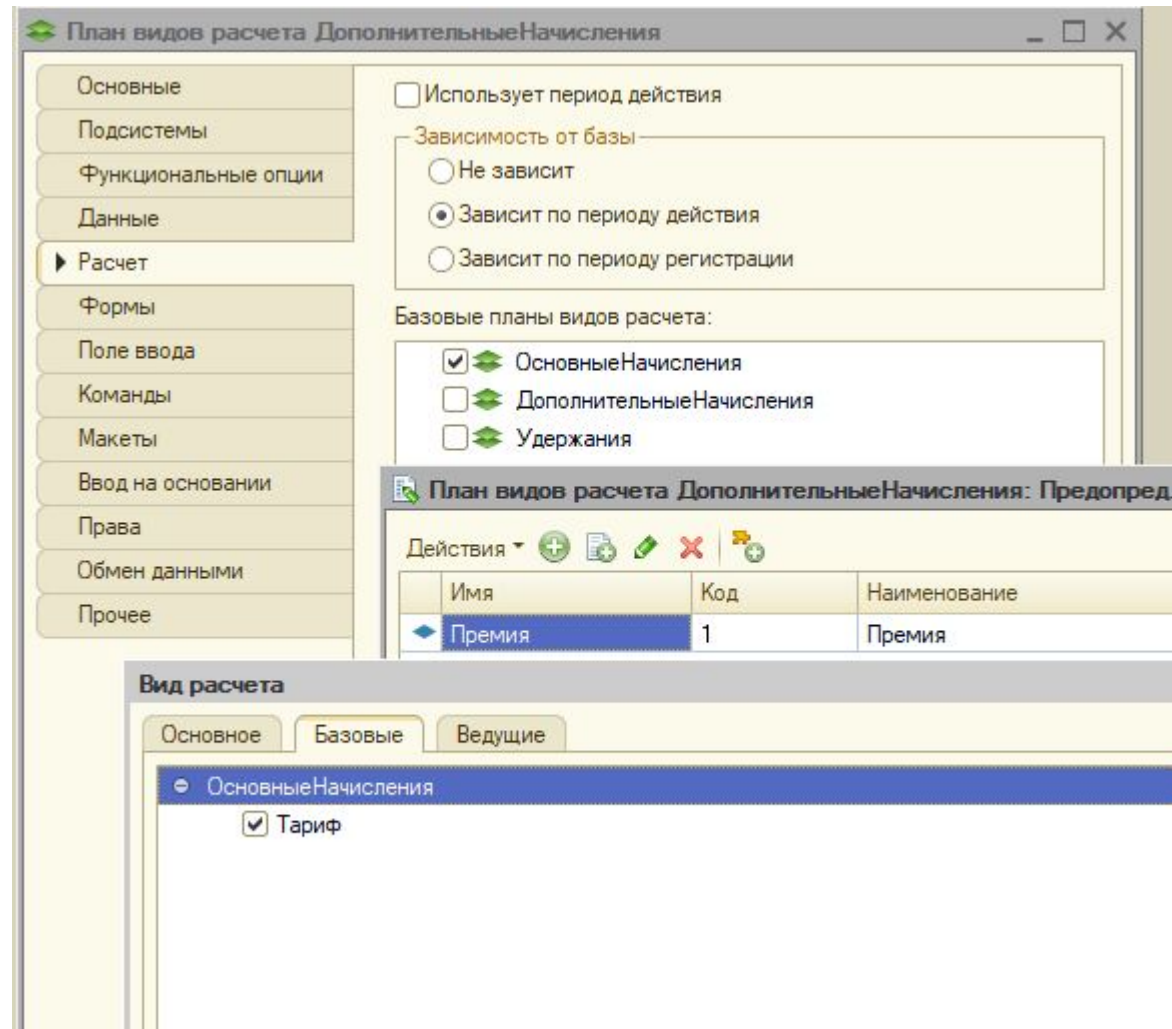 План видов расчета ДополнительныеНачисления
Основные
Подсистемы
Функциональные опции
Данные
Расчет
Формы
Поле ввода
Команды
Макеты
Ввод на основании
Права
Обмен данными
Прочее
Использует период действия
Зависимость от базы
Не зависит
Зависит по периоду действия
Зависит по периоду регистрации
Базовые планы видов расчета:
ОсновныеНачисления
ДополнительныеНачисления
Удержания
План видов расчета ДополнительныеНачисления: Предопред
Действия
Имя Код Наименование
Премия 1 Премия
Вид расчета
Основное Базовые Ведущие
ОсновныеНачисления
Тариф